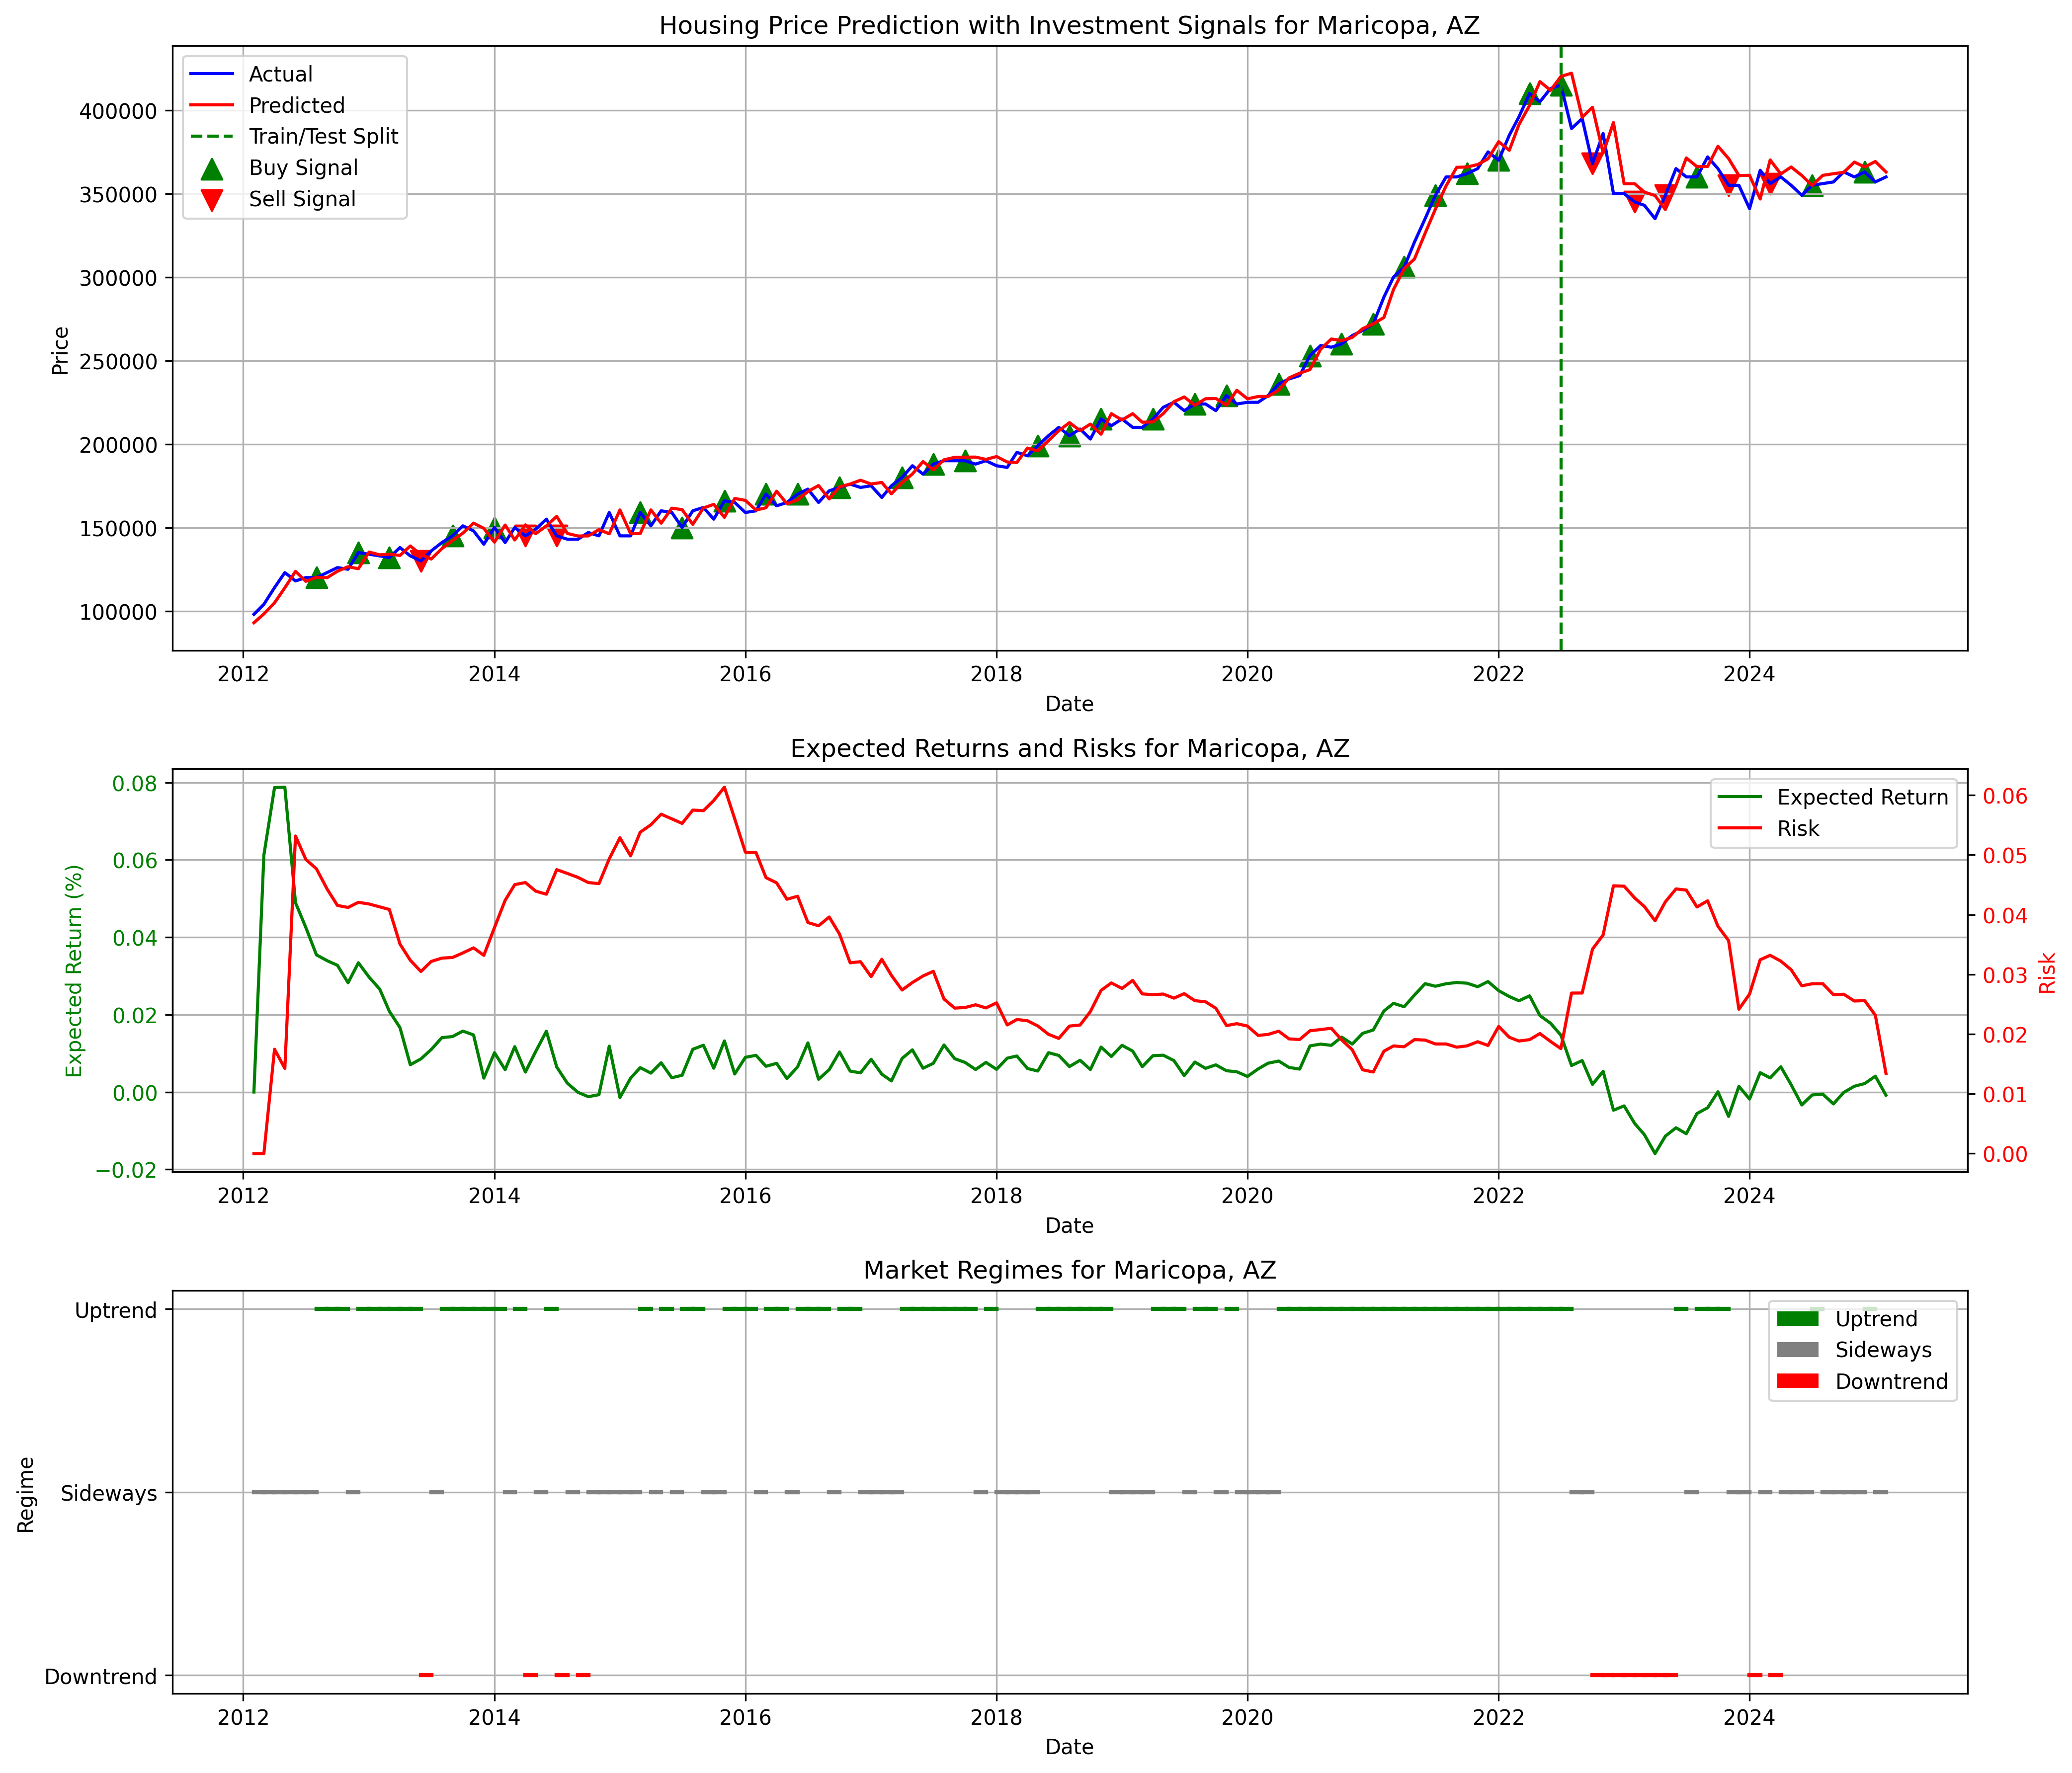 Housing Price Prediction with Investment Signals for Maricopa, AZ
Actual
Predicted
Train/Test Split
Buy Signal
Sell Signal
Price
400000
350000
300000
250000
200000
150000
100000
2012 2014 2016 2018 2020 2022 2024
Date
Expected Returns and Risks for Maricopa, AZ
Expected Return
Risk
Expected Return (%)
0.08
0.06
0.04
0.02
0.00
−0.02
0.06
0.05
0.04
0.03
0.02
0.01
0.00
Risk
2012 2014 2016 2018 2020 2022 2024
Date
Market Regimes for Maricopa, AZ
Uptrend
Sideways
Downtrend
Regime
Uptrend
Sideways
Downtrend
2012 2014 2016 2018 2020 2022 2024
Date